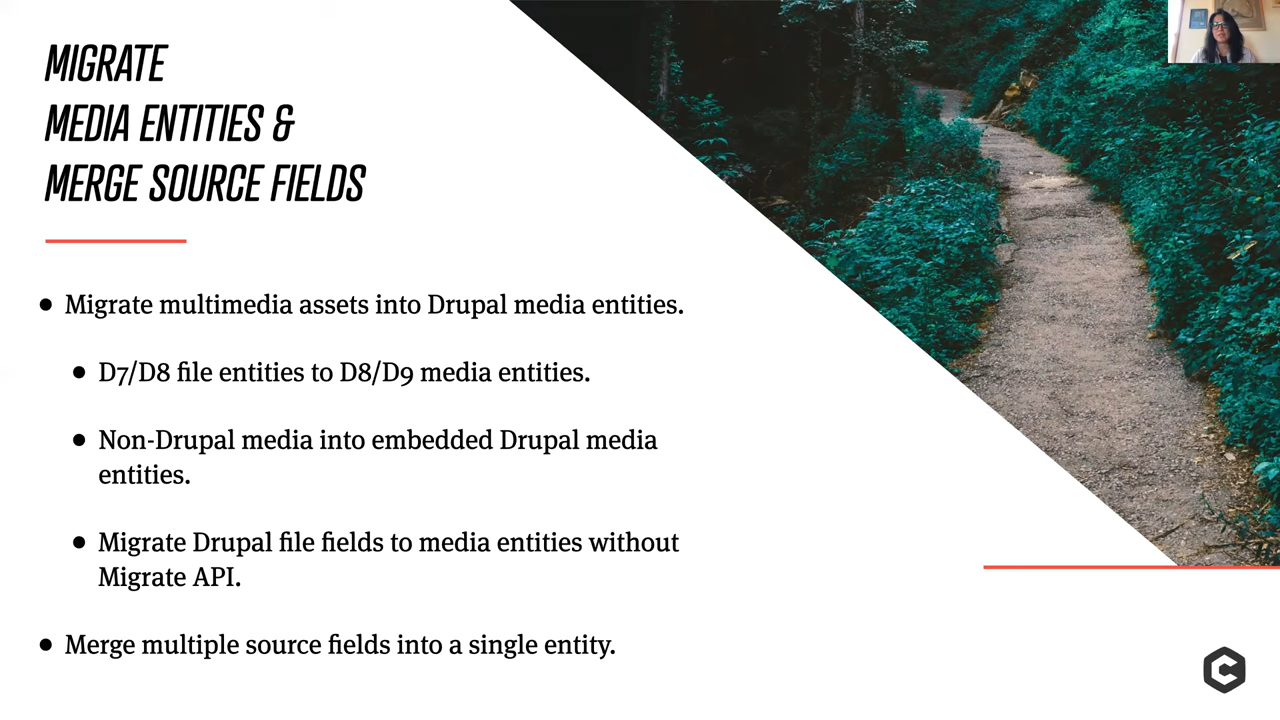 MIGRATE
MEDIA ENTITIES &
MERGE SOURCE FIELDS
● Migrate multimedia assets into Drupal media entities.
● D7/D8 file entities to D8/D9 media entities.
● Non-Drupal media into embedded Drupal media
entities.
● Migrate Drupal file fields to media entities without
Migrate API.
● Merge multiple source fields into a single entity.